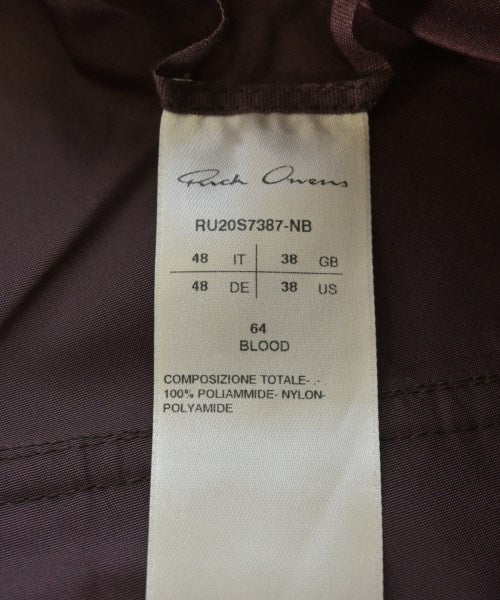 Rick Owens
RU20S7387-NB
48 IT 38 GB
48 DE 38 US
64
BLOOD
COMPOSIZIONE TOTALE- .- .
100% POLIAMMIDE- NYLON-
POLYAMIDE